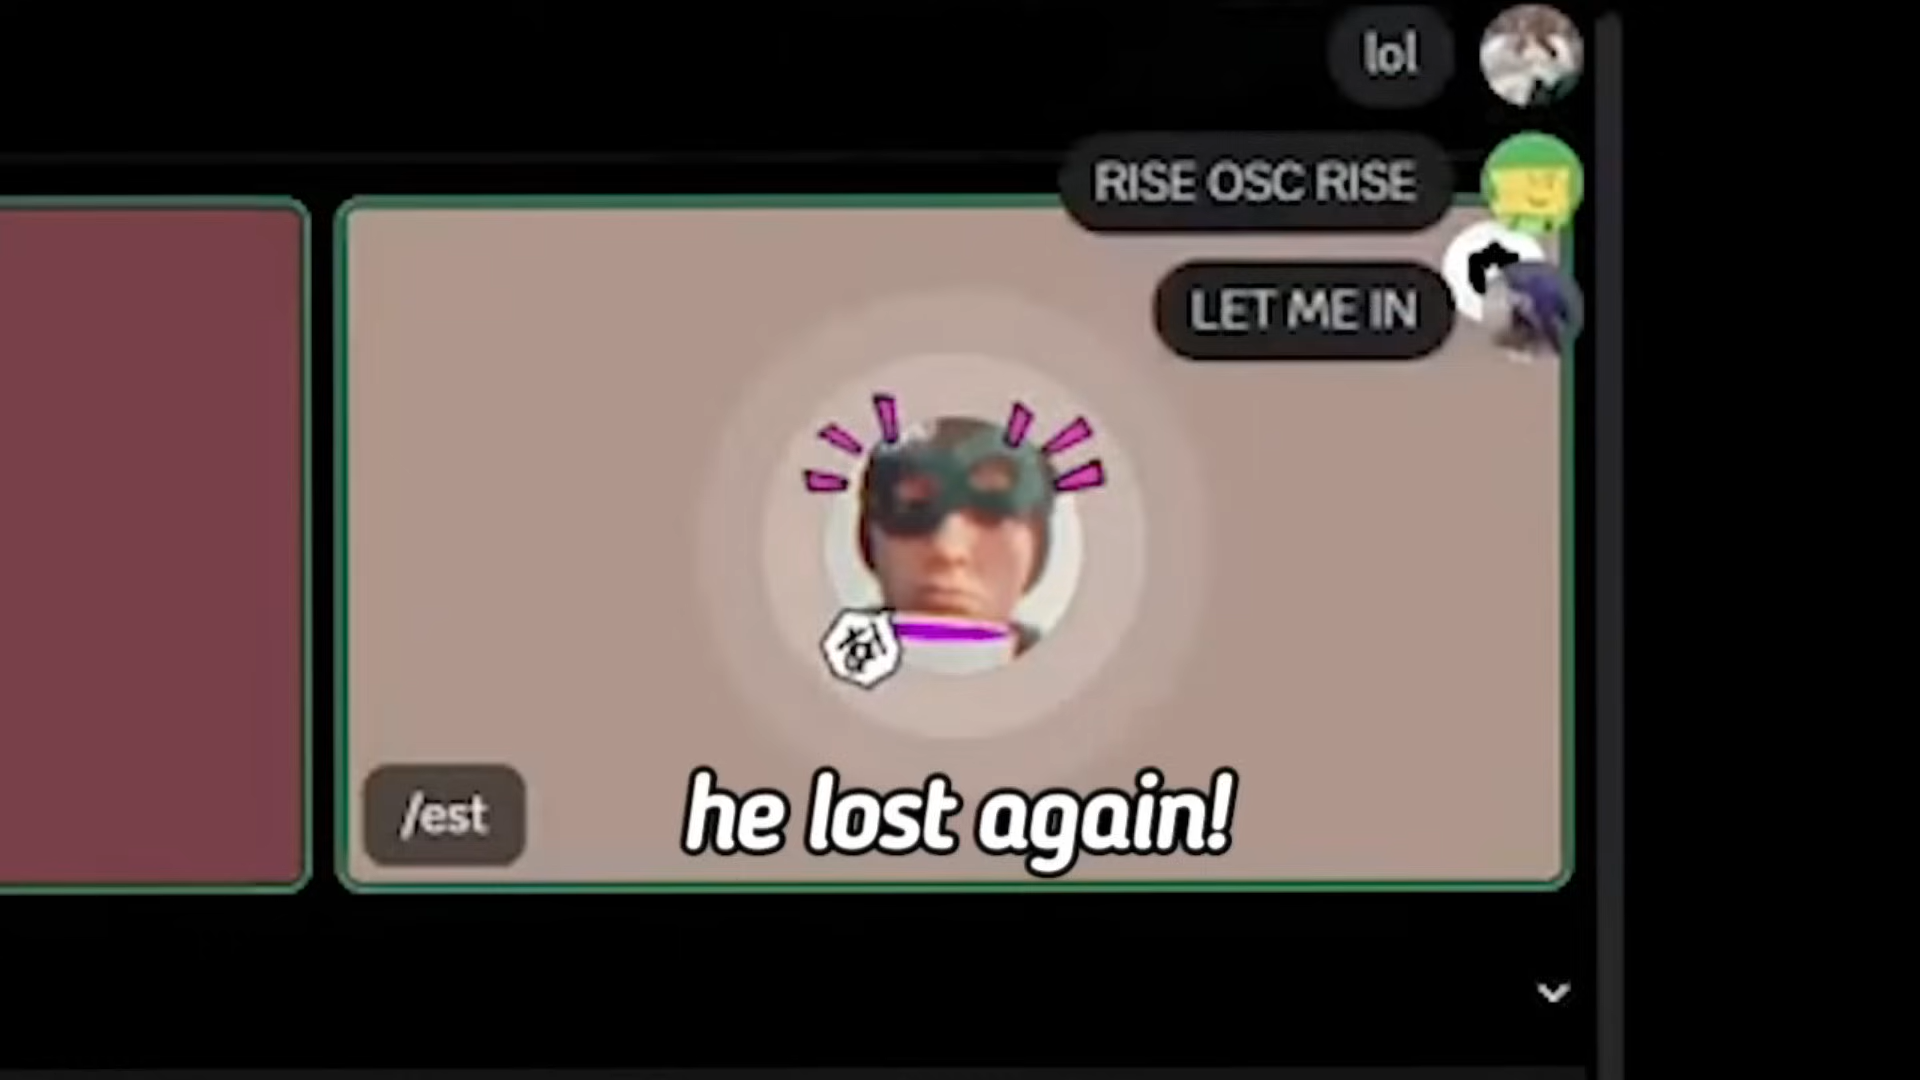 lol
RISE OSC RISE
LET ME IN
/est
he lost again!